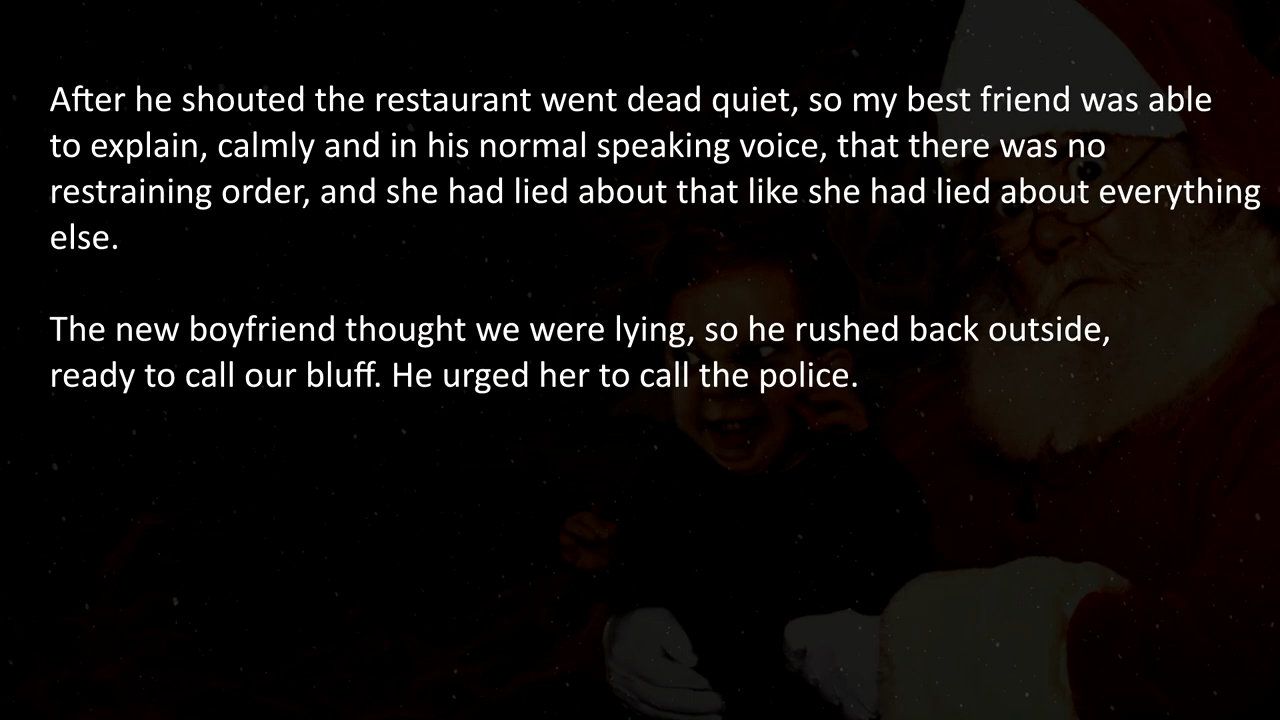 After he shouted the restaurant went dead quiet, so my best friend was able
to explain, calmly and in his normal speaking voice, that there was no
restraining order, and she had lied about that like she had lied about everything
else.
The new boyfriend thought we were lying, so he rushed back outside,
ready to call our bluff. He urged her to call the police.